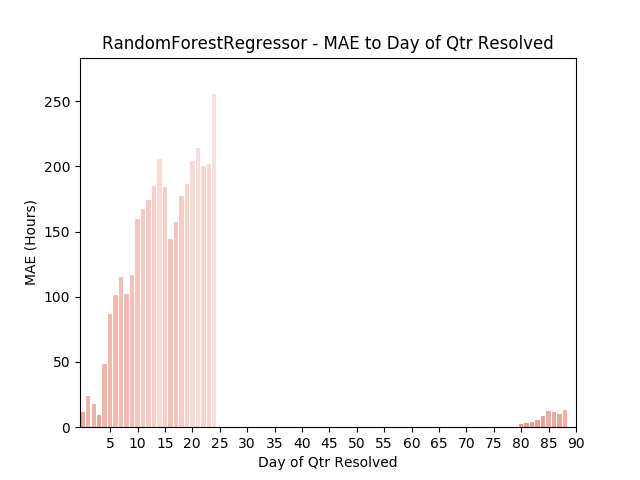 RandomForestRegressor - MAE to Day of Qtr Resolved
MAE (Hours)
250
200
150
100
50
0
5 10 15 20 25 30 35 40 45 50 55 60 65 70 75 80 85 90
Day of Qtr Resolved